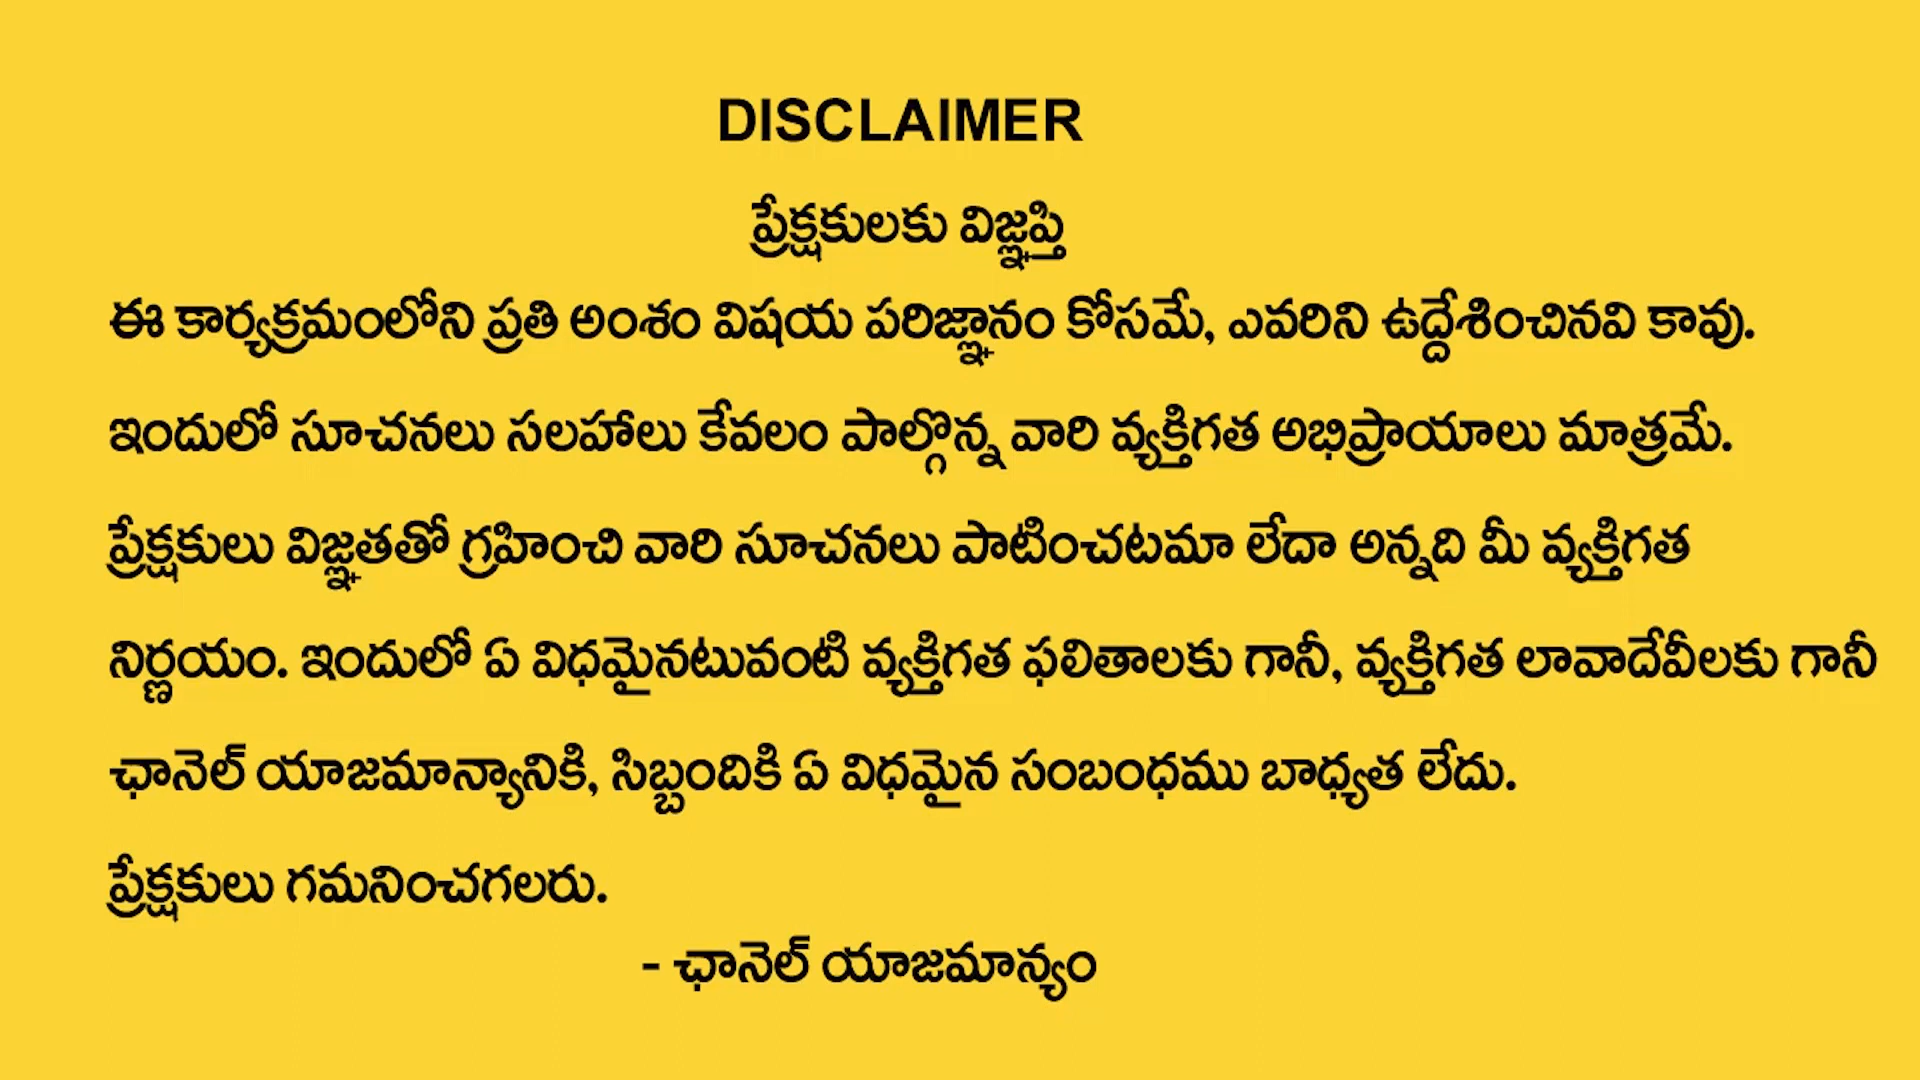 DISCLAIMER
ప్రేక్షకులకు విజ్ఞప్తి
ఈ కార్యక్రమంలోని ప్రతి అంశం విషయ పరిజ్ఞానం కోసమే, ఎవరిని ఉద్దేశించినవి కావు.
ఇందులో సూచనలు సలహాలు కేవలం పాల్గొన్న వారి వ్యక్తిగత అభిప్రాయాలు మాత్రమే.
ప్రేక్షకులు విజ్ఞతతో గ్రహించి వారి సూచనలు పాటించటమా లేదా అన్నది మీ వ్యక్తిగత
నిర్ణయం. ఇందులో ఏ విధమైనటువంటి వ్యక్తిగత ఫలితాలకు గానీ, వ్యక్తిగత లావాదేవీలకు గానీ
ఛానెల్ యాజమాన్యానికి, సిబ్బందికి ఏ విధమైన సంబంధము బాధ్యత లేదు.
ప్రేక్షకులు గమనించగలరు.
- ఛానెల్ యాజమాన్యం